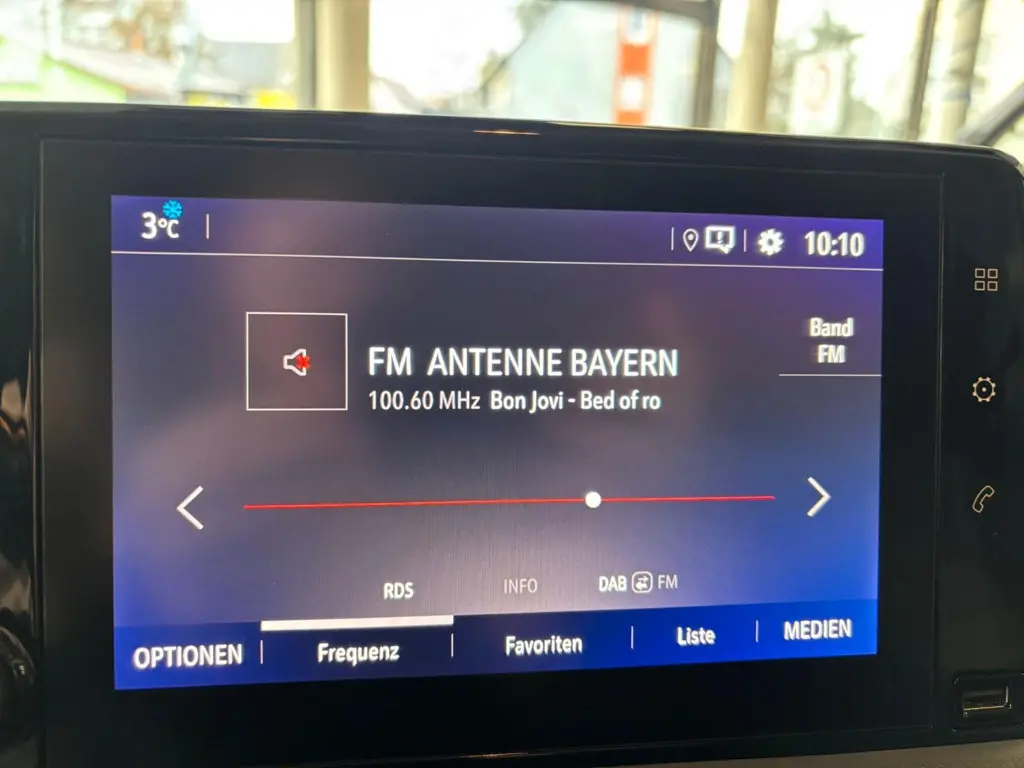 3°C
10:10
Band
FM
FM ANTENNE BAYERN
100.60 MHz Bon Jovi - Bed of ro
RDS INFO DAB FM
OPTIONEN Frequenz Favoriten Liste MEDIEN